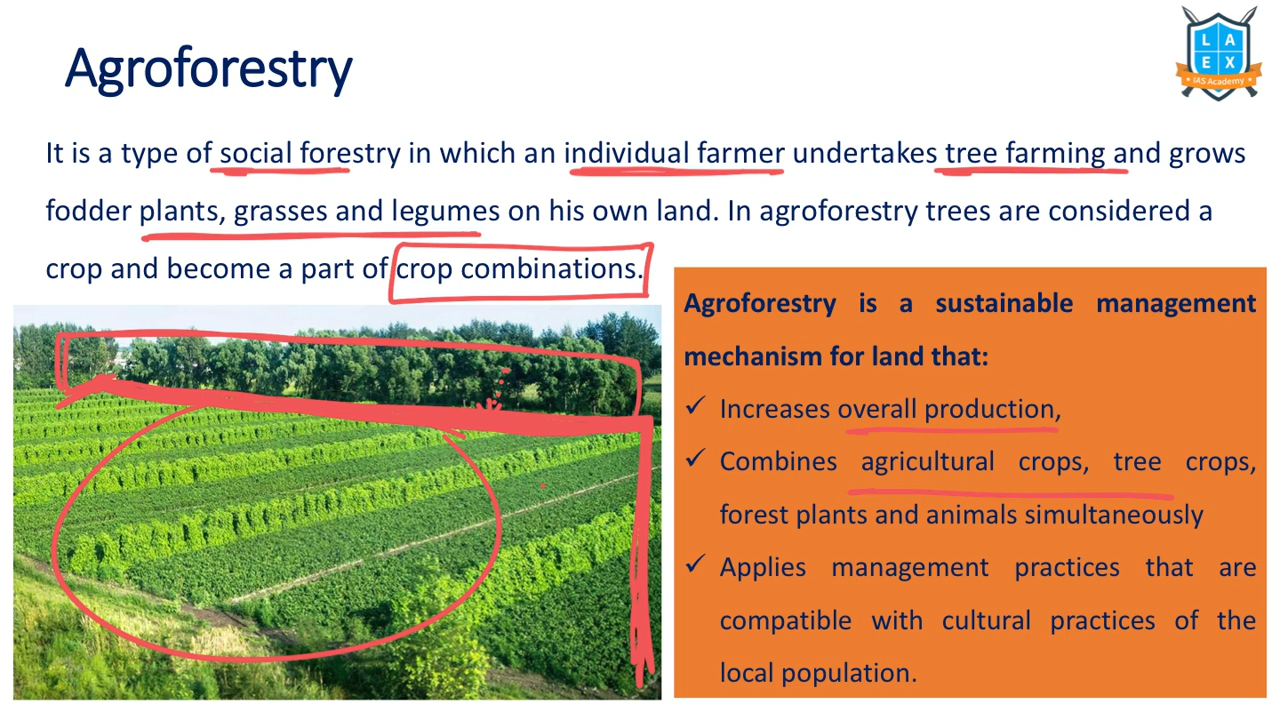 Agroforestry
L A
E X
IAS Academy
It is a type of social forestry in which an individual farmer undertakes tree farming and grows
fodder plants, grasses and legumes on his own land. In agroforestry trees are considered a
crop and become a part of crop combinations.
Agroforestry is a sustainable management
mechanism for land that:
✓ Increases overall production,
✓ Combines agricultural crops, tree crops,
forest plants and animals simultaneously
✓ Applies management practices that are
compatible with cultural practices of the
local population.